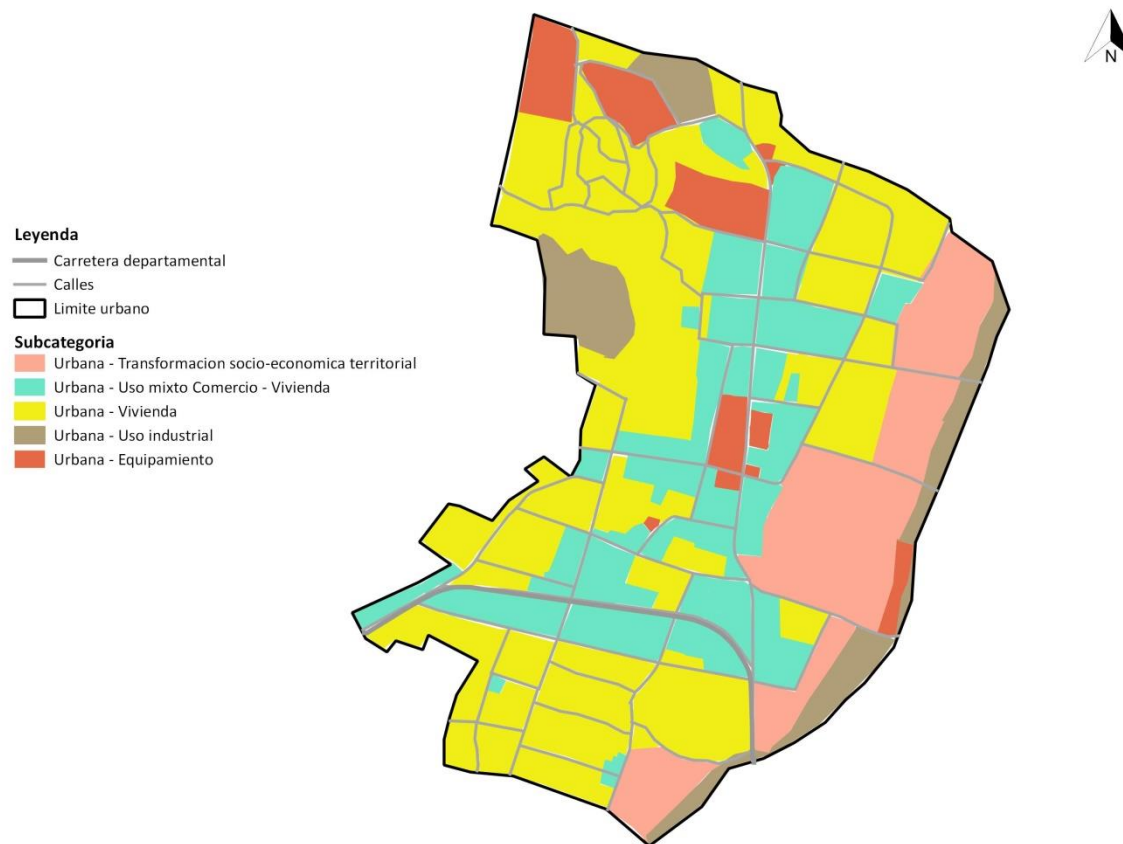 N
Leyenda
Carretera departamental
Calles
Limite urbano
Subcategoria
Urbana - Transformacion socio-economica territorial
Urbana - Uso mixto Comercio - Vivienda
Urbana - Vivienda
Urbana - Uso industrial
Urbana - Equipamiento